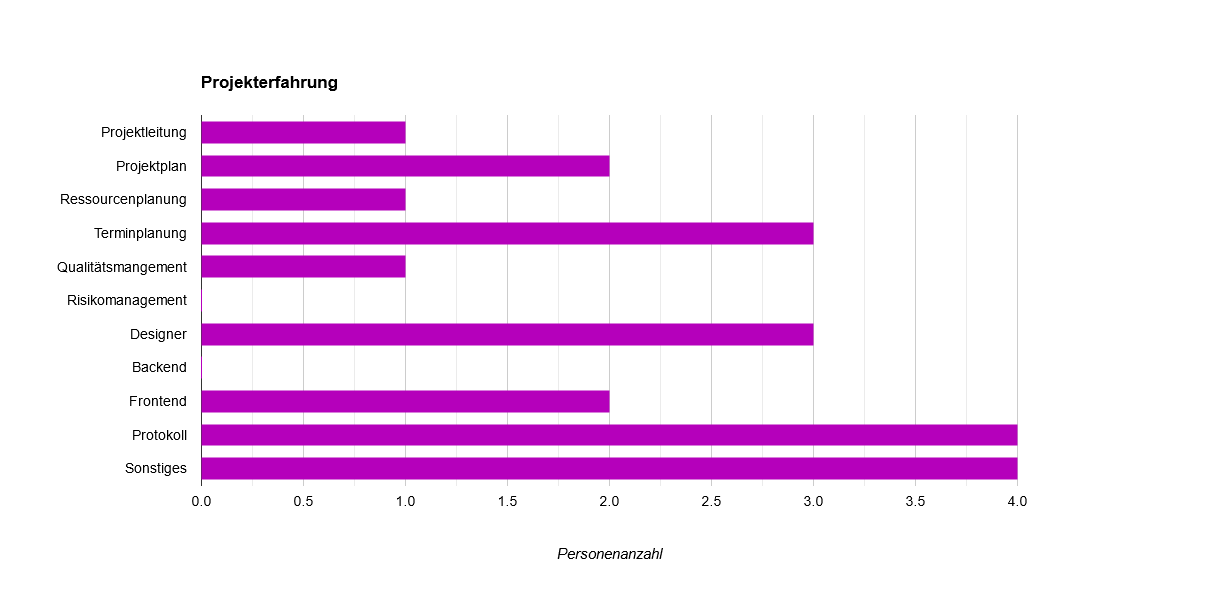 Projekterfahrung
Projektleitung
Projektplan
Ressourcenplanung
Terminplanung
Qualitätsmangement
Risikomanagement
Designer
Backend
Frontend
Protokoll
Sonstiges
0.0 0.5 1.0 1.5 2.0 2.5 3.0 3.5 4.0
Personenanzahl